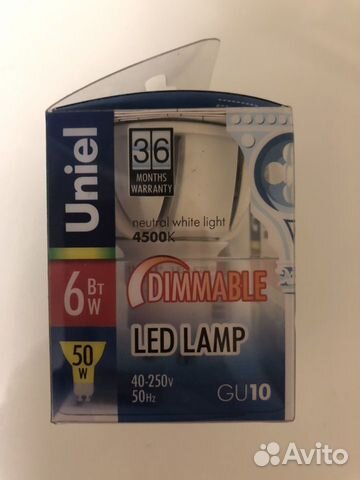 Uniel
36
MONTHS
WARRANTY
neutral white light
4500K
6 Вт
W
DIMMABLE
50
W
LED LAMP
40-250V
50Hz
GU10
Avito